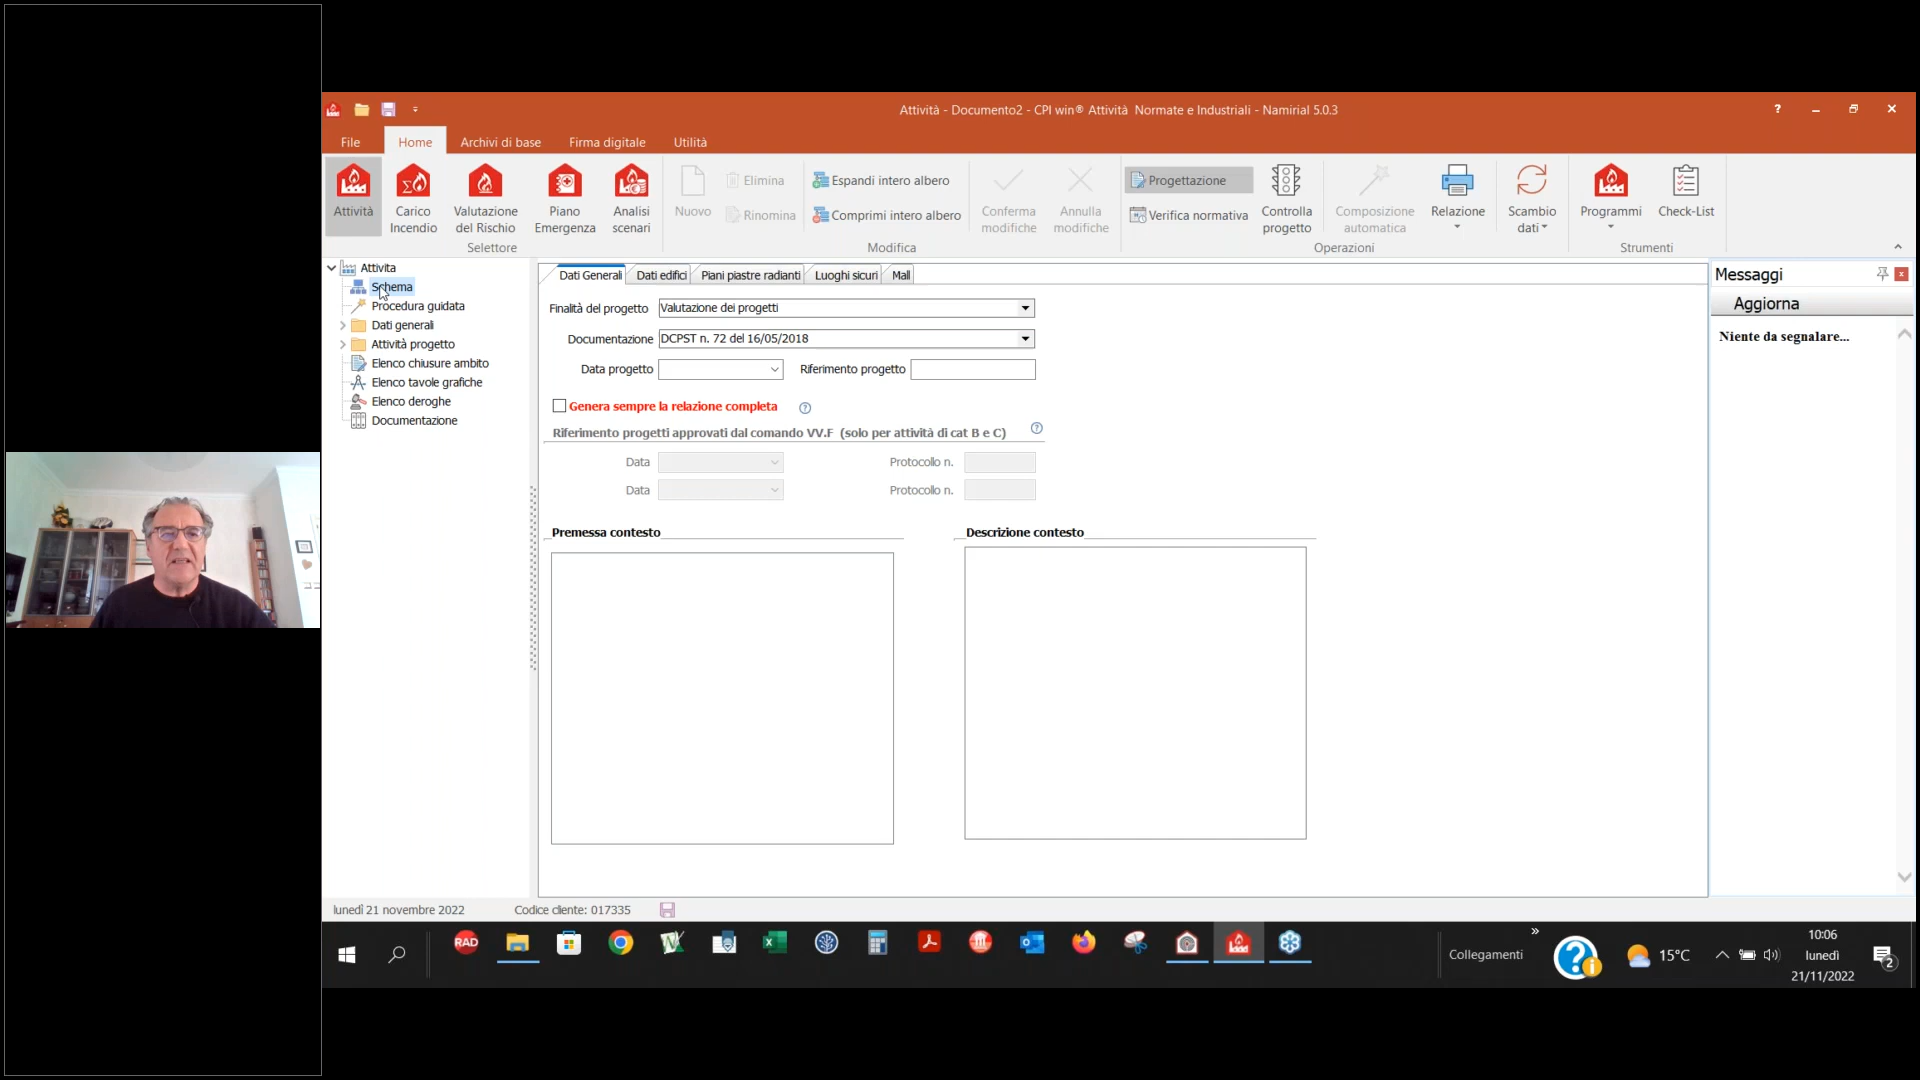 Attività - Documento2 - CPI win® Attività  Normate e Industriali - Namirial 5.0.3
?
File
Home
Archivi di base
Firma digitale
Utilità
Attività
Carico
Incendio
Valutazione
del Rischio
Piano
Emergenza
Analisi
scenari
Selettore
Nuovo
Elimina
Rinomina
Espandi intero albero
Comprimi intero albero
Modifica
Conferma
modifiche
Annulla
modifiche
Progettazione
Verifica normativa
Controlla
progetto
Composizione
automatica
Relazione
Operazioni
Scambio
dati
Programmi
Check-List
Strumenti
Attivita
Schema
Procedura guidata
Dati generali
Attività progetto
Elenco chiusure ambito
Elenco tavole grafiche
Elenco deroghe
Documentazione
Dati Generali
Dati edifici
Piani piastre radianti
Luoghi sicuri
Mall
Finalità del progetto
Valutazione dei progetti
Documentazione
DCPST n. 72 del 16/05/2018
Data progetto
Riferimento progetto
Genera sempre la relazione completa
?
Riferimento progetti approvati dal comando VV.F  (solo per attività di cat B e C)
?
Data
Protocollo n.
Data
Protocollo n.
Premessa contesto
Descrizione contesto
Messaggi
Aggiorna
Niente da segnalare...
lunedì 21 novembre 2022
Codice cliente: 017335
RAD
Collegamenti
»
?
15°C
10:06
lunedì
21/11/2022
2